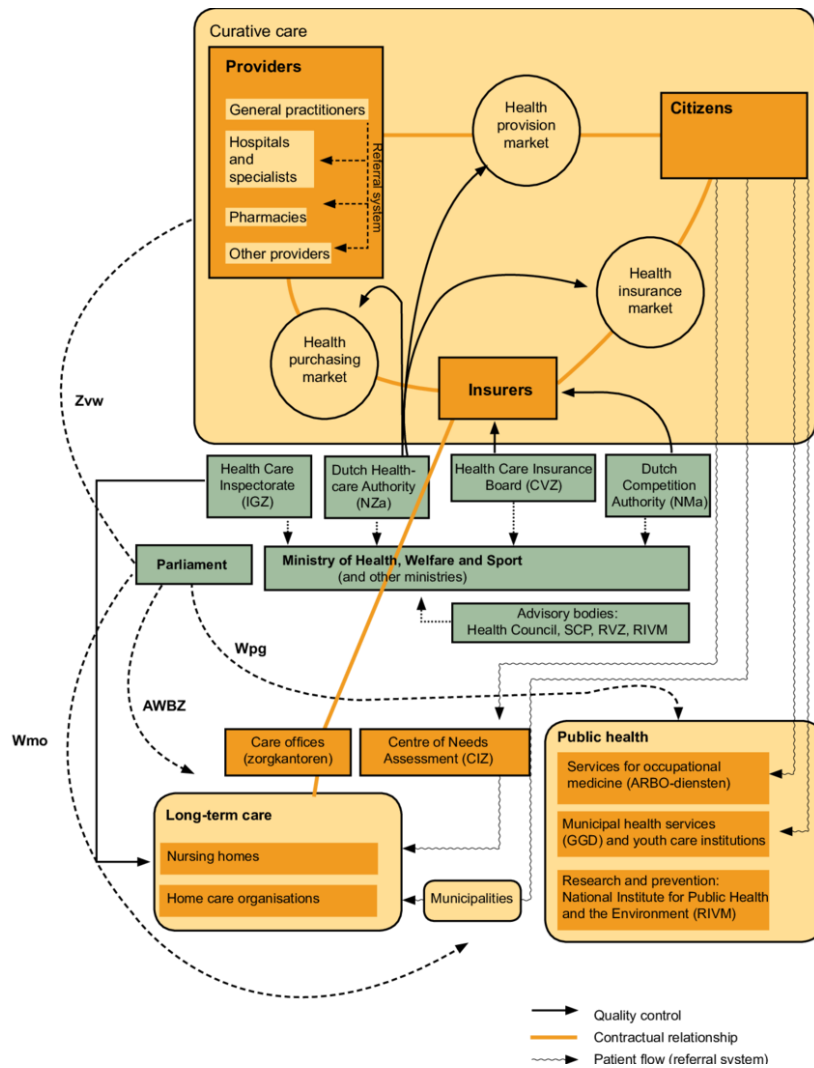 Curative care
Providers
General practitioners
Hospitals
and
specialists
Pharmacies
Other providers
Referral system
Health
provision
market
Citizens
Health
insurance
market
Health
purchasing
market
Insurers
Zvw
Health Care
Inspectorate
(IGZ)
Dutch Health-
care Authority
(NZa)
Health Care Insurance
Board (CVZ)
Dutch
Competition
Authority (NMa)
Parliament
Ministry of Health, Welfare and Sport
(and other ministries)
Advisory bodies:
Health Council, SCP, RVZ, RIVM
Wpg
AWBZ
Wmo
Care offices
(zorgkantoren)
Centre of Needs
Assessment (CIZ)
Public health
Services for occupational
medicine (ARBO-diensten)
Municipal health services
(GGD) and youth care institutions
Research and prevention:
National Institute for Public Health
and the Environment (RIVM)
Long-term care
Nursing homes
Home care organisations
Municipalities
Quality control
Contractual relationship
Patient flow (referral system)